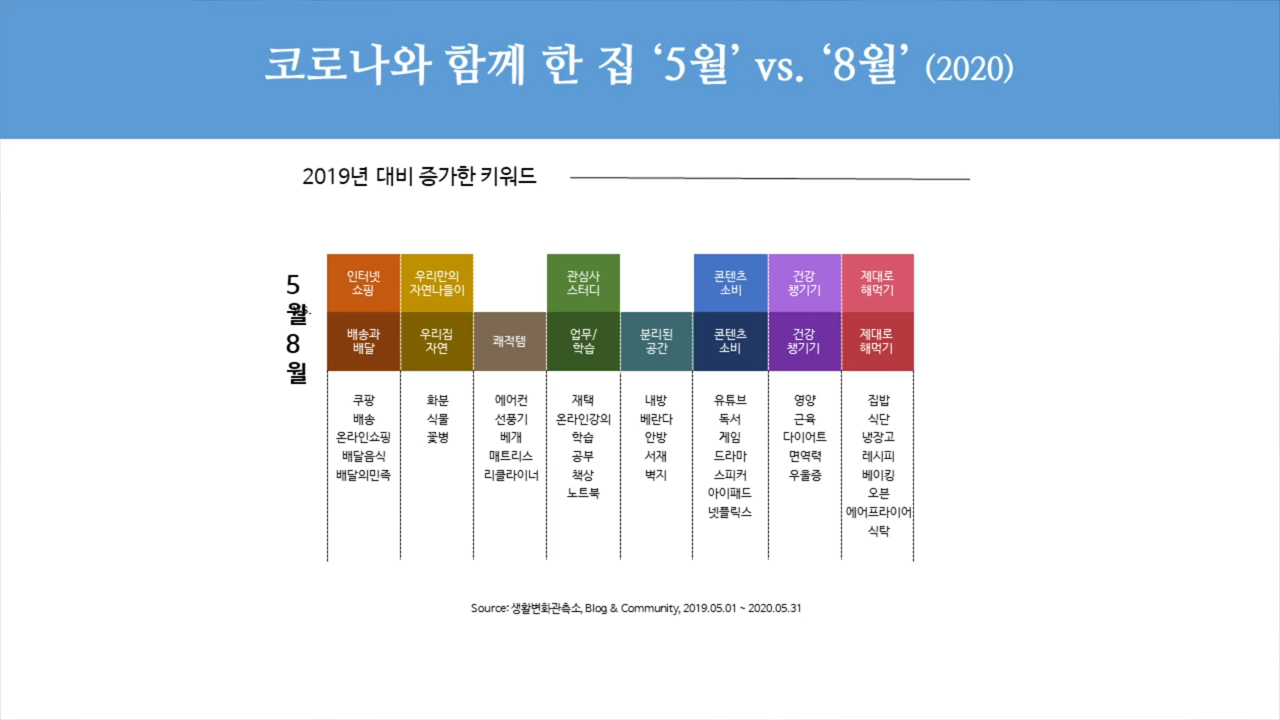 코로나와 함께 한 집 ‘5월’ vs. ‘8월’ (2020)
2019년 대비 증가한 키워드
5
월
인터넷
쇼핑
우리만의
자연나들이
관심사
스터디
콘텐츠
소비
건강
챙기기
제대로
해먹기
8
월
배송과
배달
우리집
자연
쾌적템
업무/
학습
분리된
공간
콘텐츠
소비
건강
챙기기
제대로
해먹기
쿠팡
배송
온라인쇼핑
배달음식
배달의민족
화분
식물
꽃병
에어컨
선풍기
베개
매트리스
리클라이너
재택
온라인강의
학습
공부
책상
노트북
내방
베란다
안방
서재
벽지
유튜브
독서
게임
드라마
스피커
아이패드
넷플릭스
영양
근육
다이어트
면역력
우울증
집밥
식단
냉장고
레시피
베이킹
오븐
에어프라이어
식탁
Source: 생활변화관측소, Blog & Community, 2019.05.01 ~ 2020.05.31